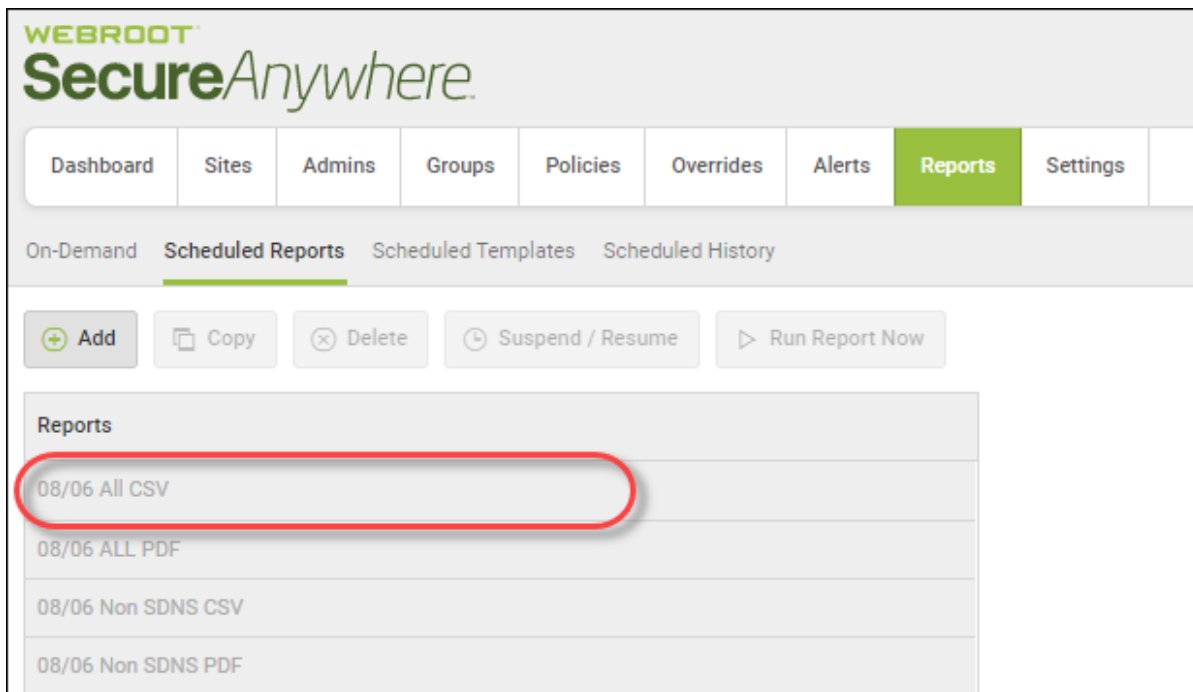 WEBROOT
SecureAnywhere
Dashboard Sites Admins Groups Policies Overrides Alerts Reports Settings
On-Demand Scheduled Reports Scheduled Templates Scheduled History
Add Copy Delete Suspend / Resume Run Report Now
Reports
08/06 All CSV
08/06 ALL PDF
08/06 Non SDNS CSV
08/06 Non SDNS PDF